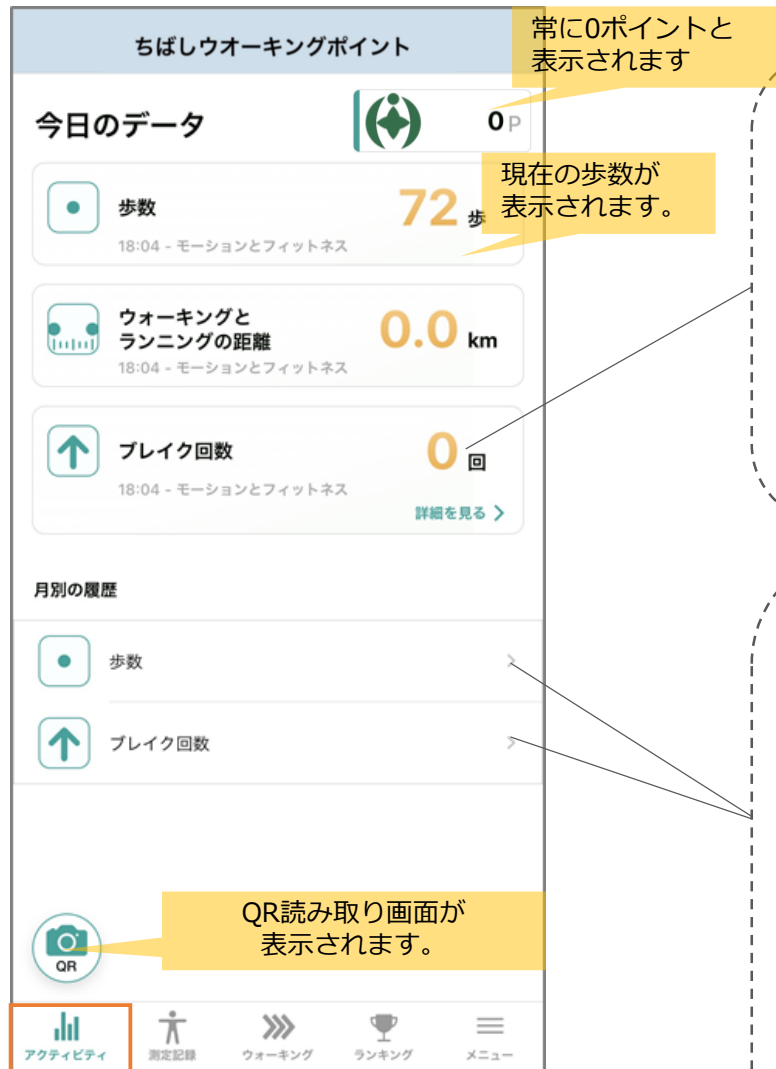 ちばしウオーキングポイント
常に0ポイントと
表示されます
今日のデータ
0 P
現在の歩数が
表示されます。
歩数
72 歩
18:04 - モーションとフィットネス
ウォーキングと
ランニングの距離
0.0 km
18:04 - モーションとフィットネス
ブレイク回数
0 回
18:04 - モーションとフィットネス
詳細を見る
月別の履歴
歩数
ブレイク回数
QR読み取り画面が
表示されます。
QR
アクティビティ
測定記録
ウォーキング
ランキング
メニュー